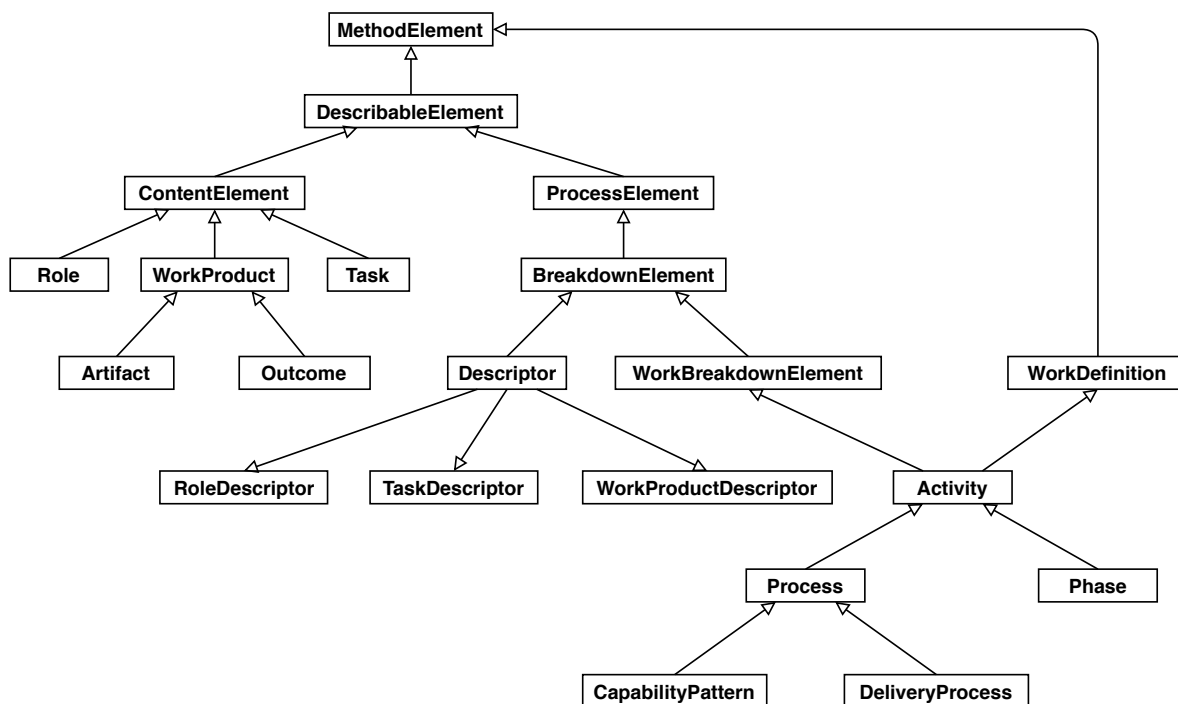 MethodElement
DescribableElement
ContentElement
ProcessElement
Role
WorkProduct
Task
BreakdownElement
Artifact
Outcome
Descriptor
WorkBreakdownElement
WorkDefinition
RoleDescriptor
TaskDescriptor
WorkProductDescriptor
Activity
Process
Phase
CapabilityPattern
DeliveryProcess